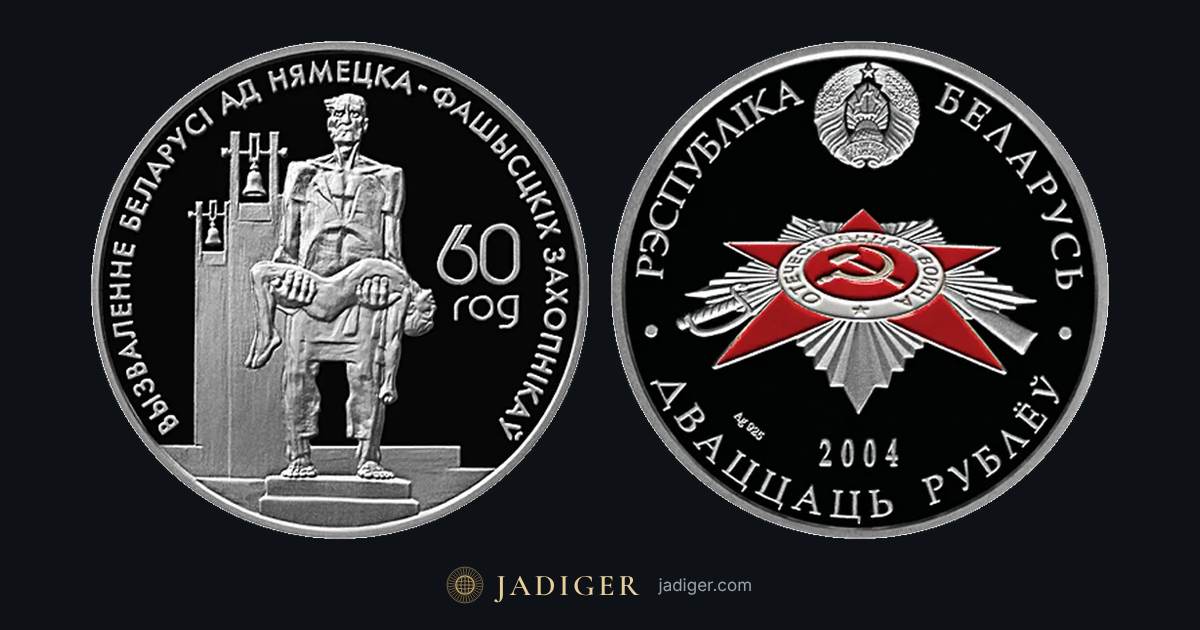 ВЫЗВАЛЕННЕ БЕЛАРУСІ АД НЯМЕЦКА-ФАШЫСЦКІХ ЗАХОПНІКАЎ
60
год
РЭСПУБЛІКА БЕЛАРУСЬ
ОТЕЧЕСТВЕННАЯ ВОЙНА
Ag 925
2004
ДВАЦЦАЦЬ РУБЛЁЎ
JADIGER jadiger.com